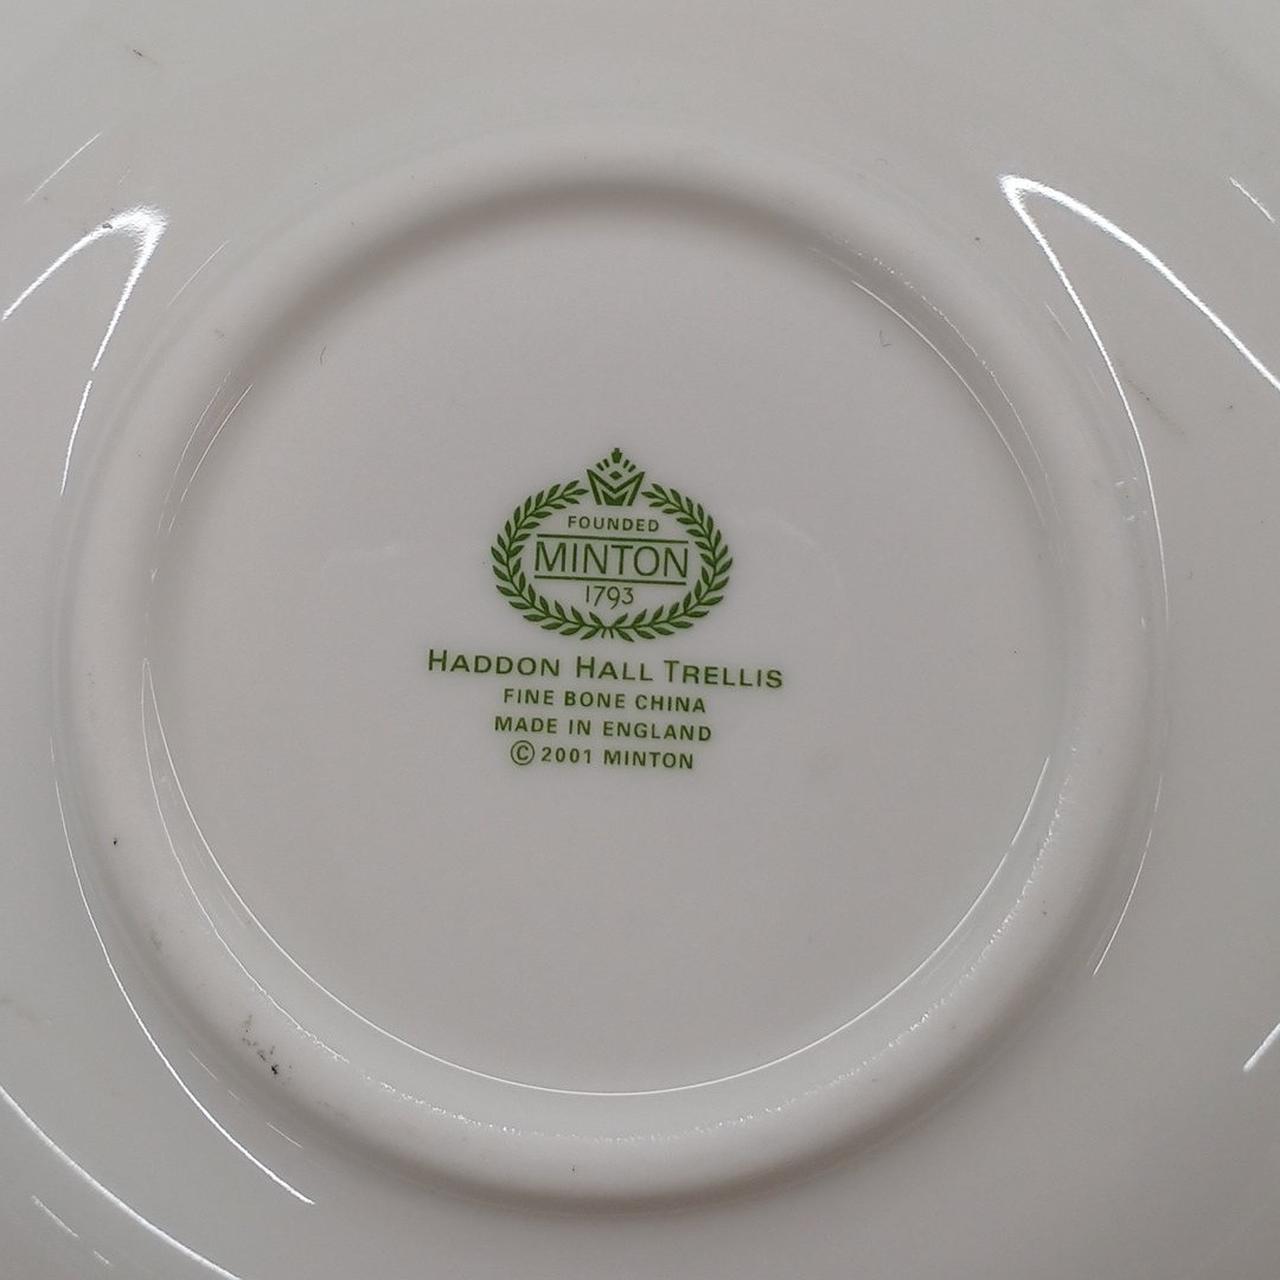 FOUNDED
MINTON
1793
HADDON HALL TRELLIS
FINE BONE CHINA
MADE IN ENGLAND
© 2001 MINTON